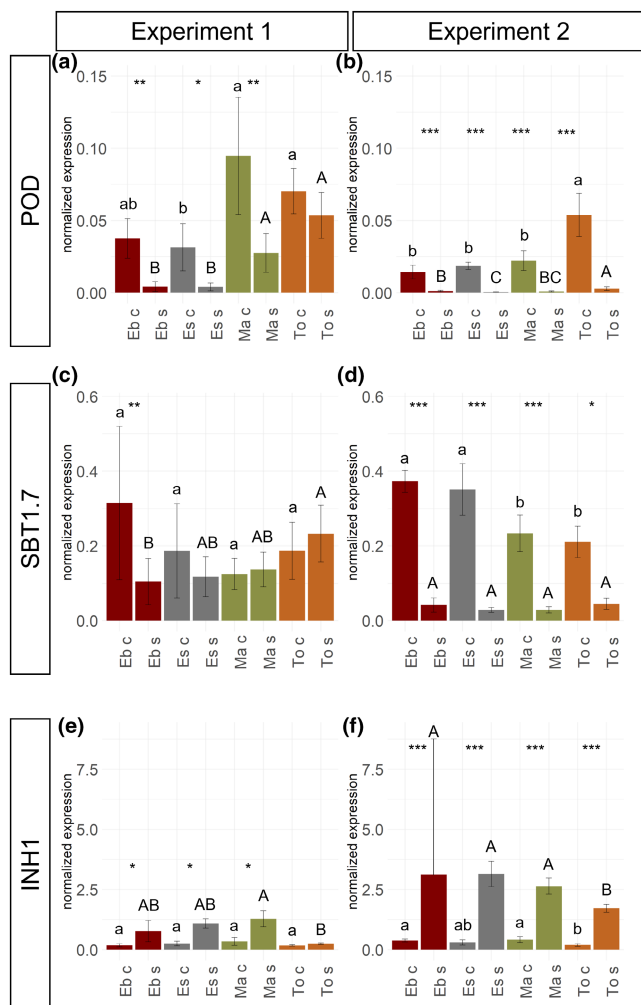 Experiment 1 Experiment 2
POD
(a) (b)
normalized expression
0.15
0.10
0.05
0.00
** * **
ab B b B a A a A
Eb c Eb s Es c Es s Ma c Ma s To c To s
normalized expression
0.15
0.10
0.05
0.00
*** *** *** ***
b B b C b BC a A
Eb c Eb s Es c Es s Ma c Ma s To c To s
SBT1.7
(c) (d)
normalized expression
0.6
0.4
0.2
0.0
**
a B a AB a AB a A
Eb c Eb s Es c Es s Ma c Ma s To c To s
normalized expression
0.6
0.4
0.2
0.0
*** *** *** *
a A a A b A b A
Eb c Eb s Es c Es s Ma c Ma s To c To s
INH1
(e) (f)
normalized expression
7.5
5.0
2.5
0.0
* * *
a AB a AB a A a B
Eb c Eb s Es c Es s Ma c Ma s To c To s
normalized expression
7.5
5.0
2.5
0.0
*** *** *** ***
a A ab A a A b B
Eb c Eb s Es c Es s Ma c Ma s To c To s